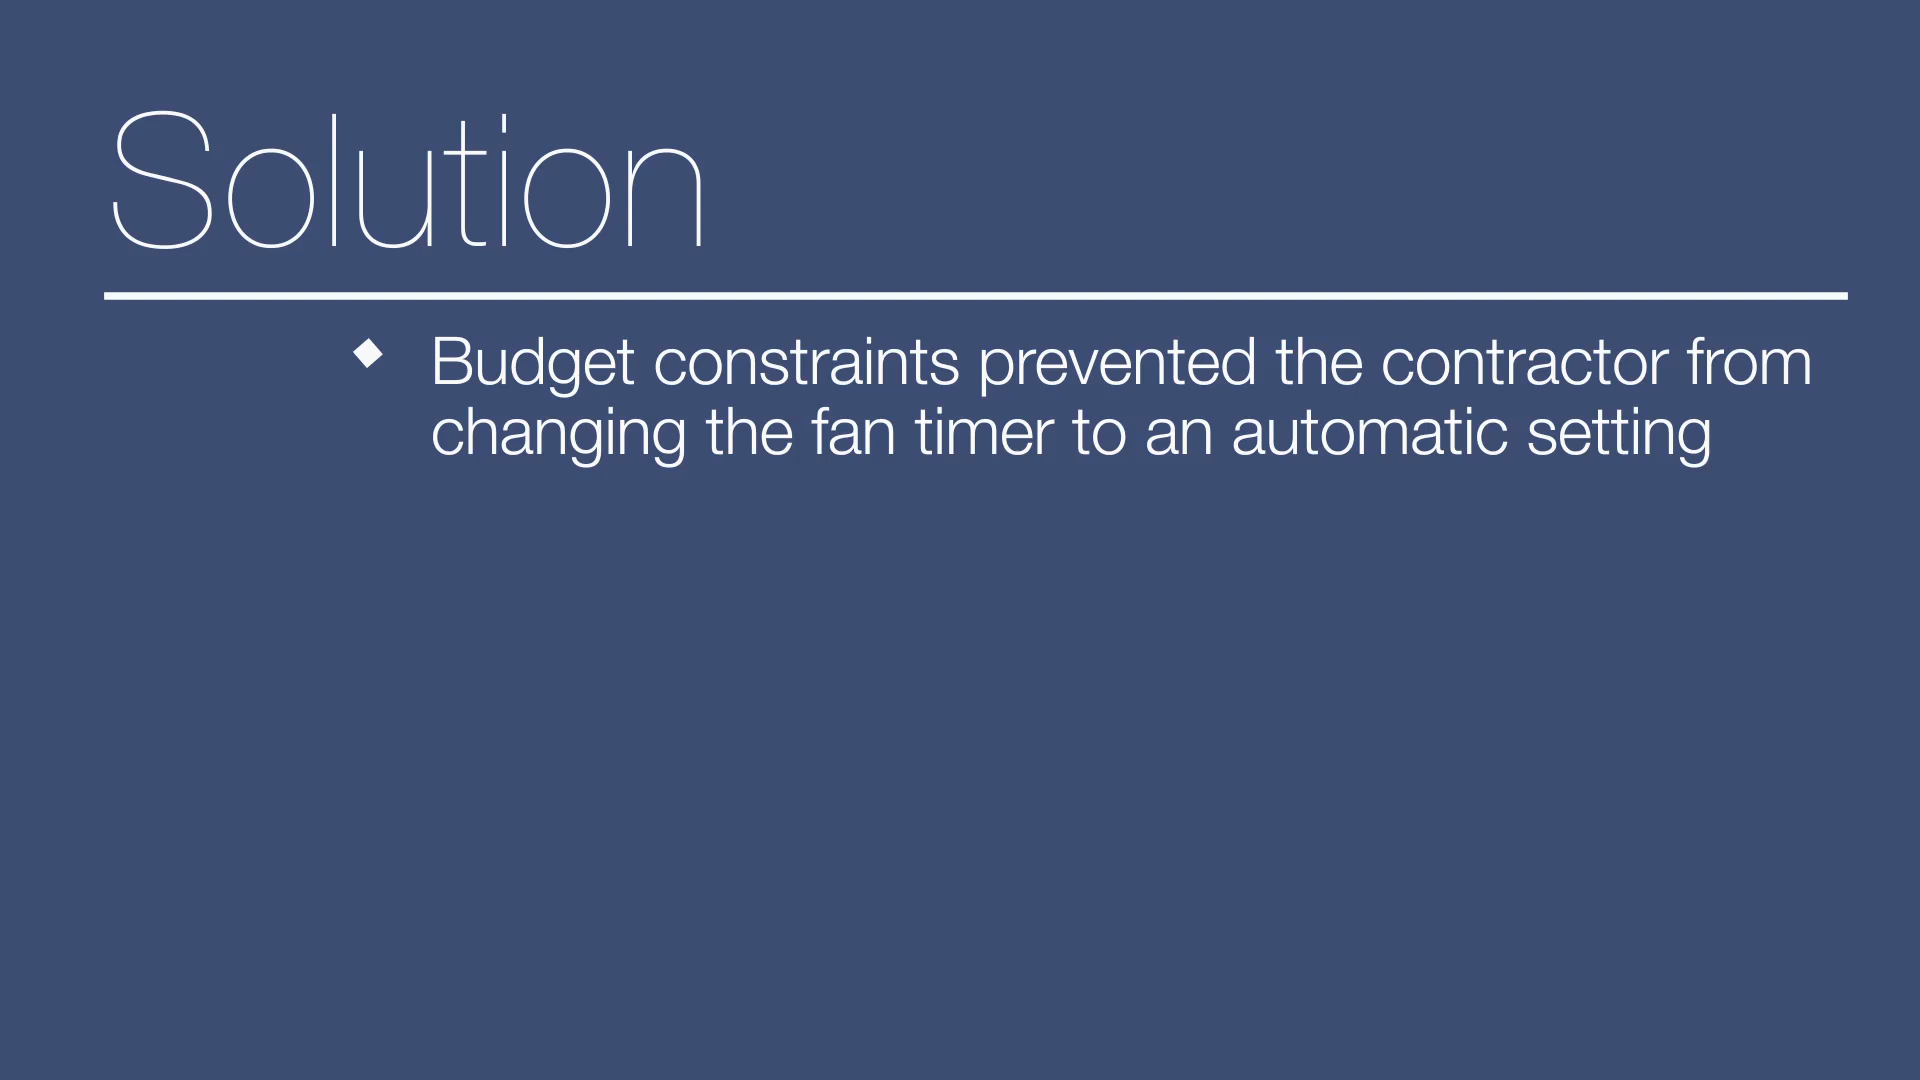 Solution
◆ Budget constraints prevented the contractor from
changing the fan timer to an automatic setting